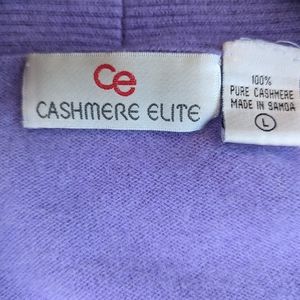 ce
CASHMERE ELITE
100%
PURE CASHMERE
MADE IN SAMOA
L